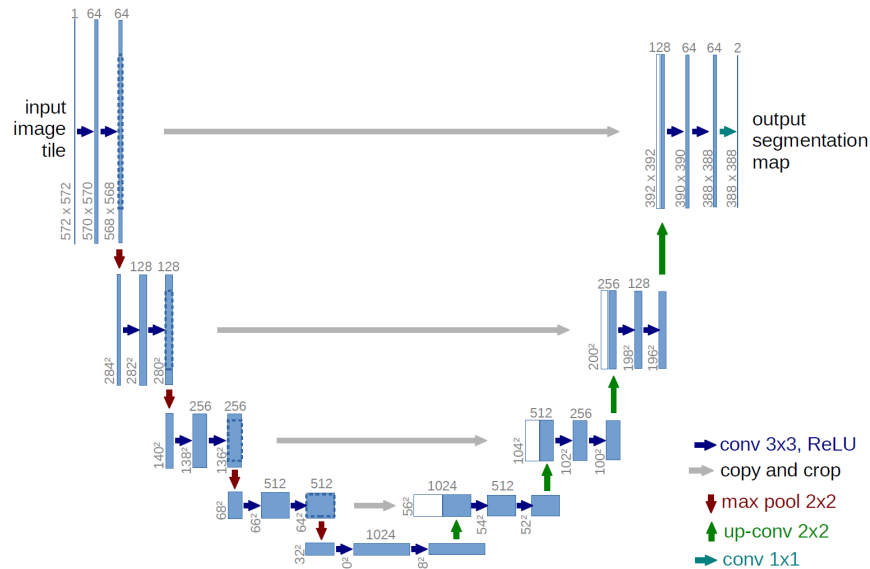 1 64 64
128 64 64 2
input
image
tile
output
segmentation
map
572 x 572
570 x 570
568 x 568
392 x 392
390 x 390
388 x 388
388 x 388
128 128
256 128
284²
282²
280²
200²
198²
196²
256 256
512 256
140²
138²
136²
104²
102²
100²
512 512
1024 512
68²
66²
64²
56²
54²
52²
1024
32²
0²
8²
conv 3x3, ReLU
copy and crop
max pool 2x2
up-conv 2x2
conv 1x1